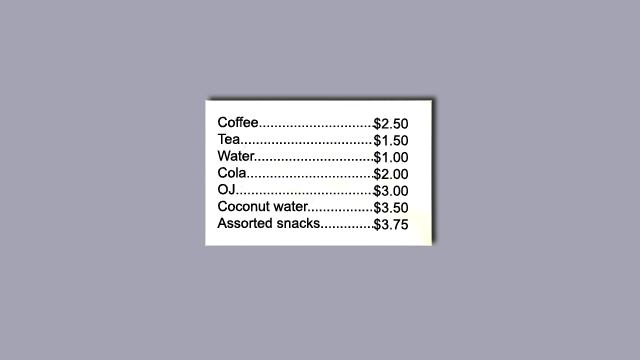 Coffee..............................$2.50
Tea...................................$1.50
Water...............................$1.00
Cola.................................$2.00
OJ....................................$3.00
Coconut water.................$3.50
Assorted snacks..............$3.75